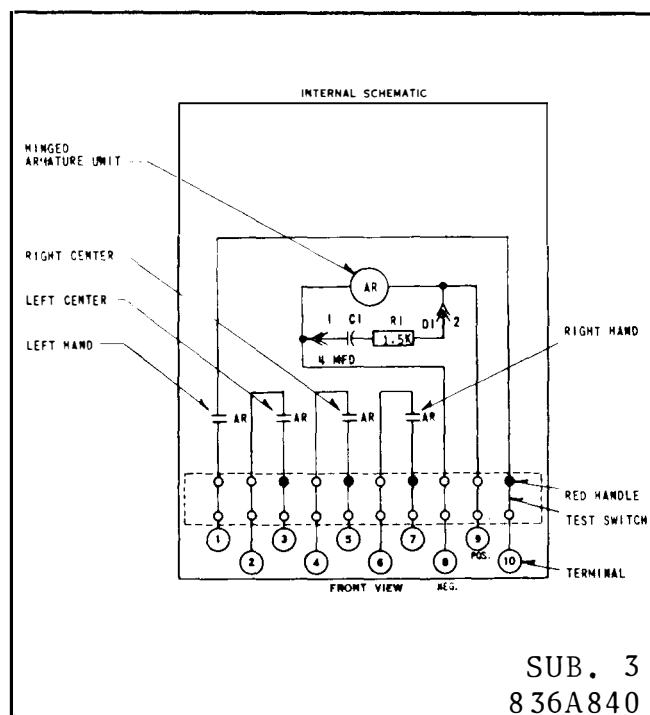 INTERNAL SCHEMATIC
HINGED
ARMATURE UNIT
RIGHT CENTER
LEFT CENTER
LEFT HAND
RIGHT HAND
AR
1 C1 R1 D1 2
1.5K
4 MFD
AR AR AR AR
RED HANDLE
TEST SWITCH
1 3 5 7 9
POS.
2 4 6 8 10
TERMINAL
FRONT VIEW NEG.
SUB. 3
836A840